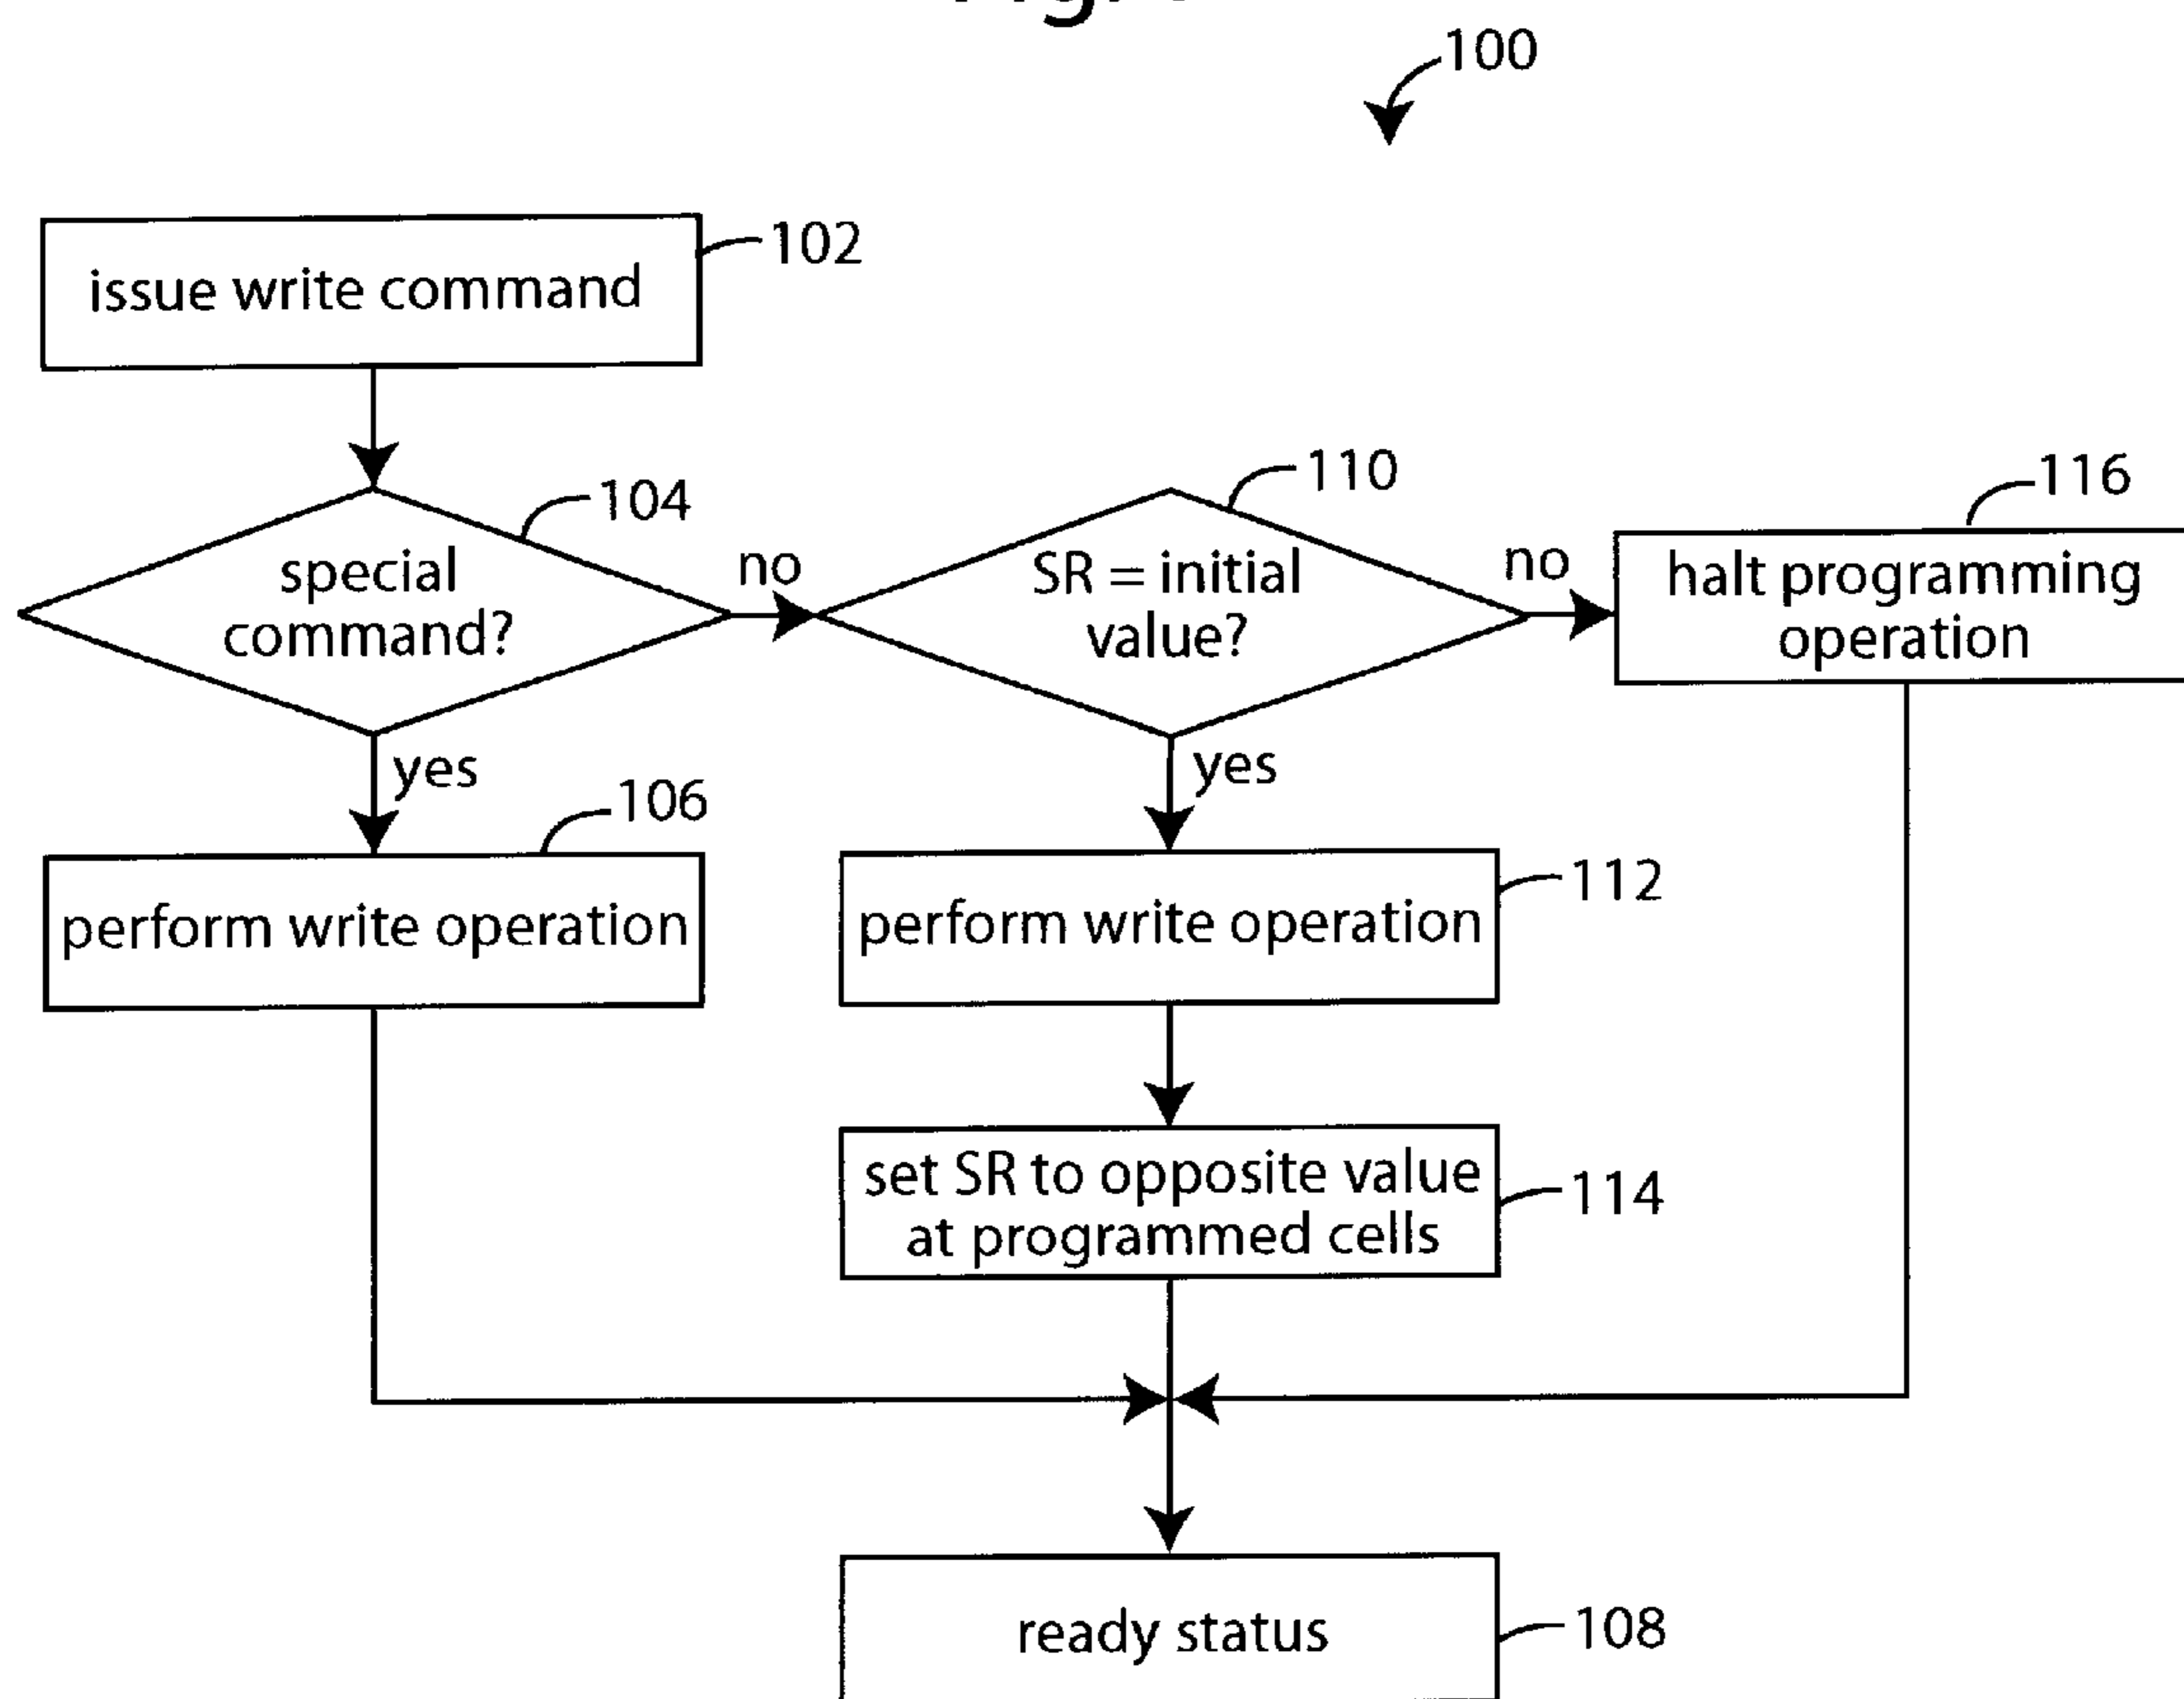 100
102
issue write command
104
110
116
special
command?
no
SR = initial
value?
no
halt programming
operation
yes
yes
106
112
perform write operation
perform write operation
set SR to opposite value
at programmed cells
114
ready status
108